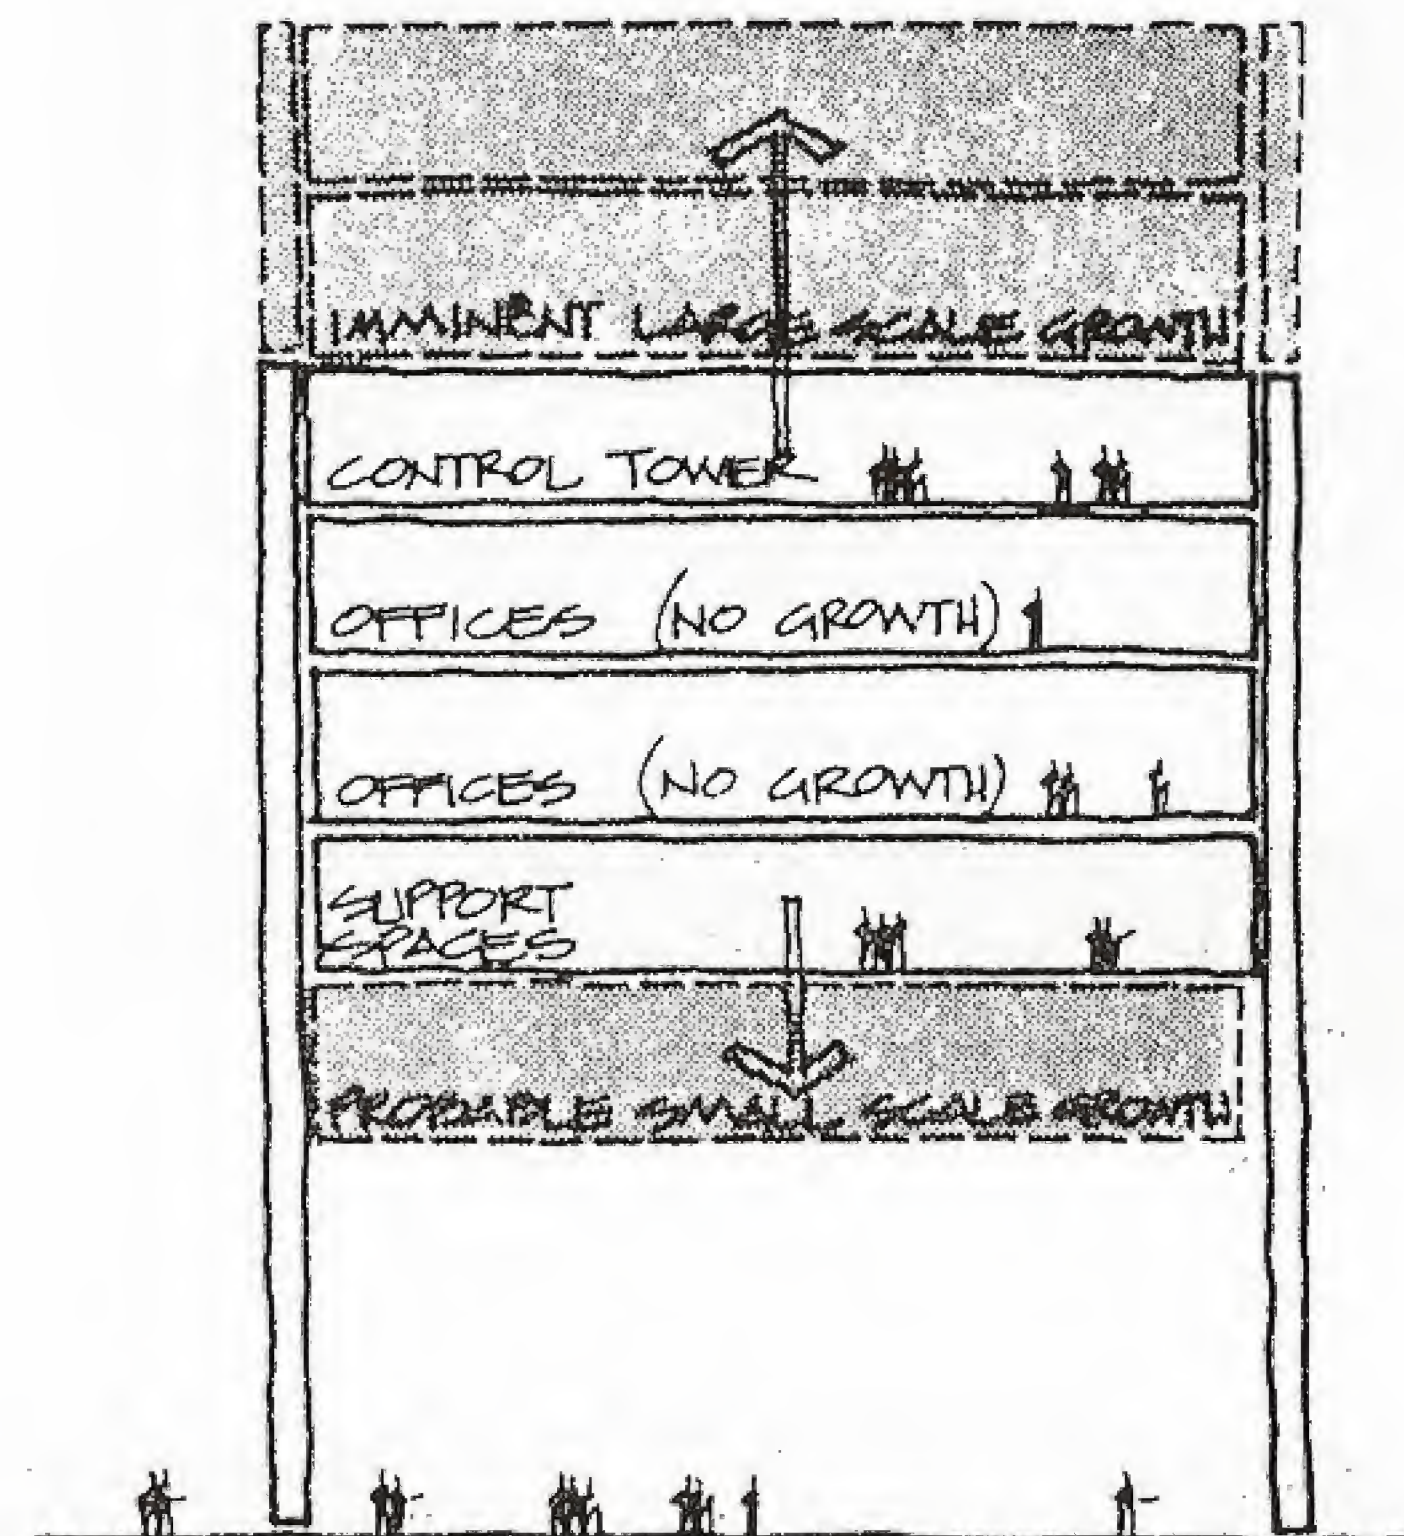 IMMINENT LARGE SCALE GROWTH
CONTROL TOWER
OFFICES (NO GROWTH)
OFFICES (NO GROWTH)
SUPPORT
SPACES
PROBABLE SMALL SCALE GROWTH